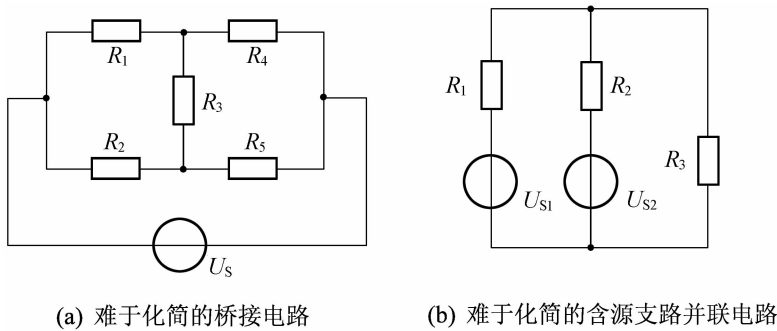 R1
R4
R3
R2
R5
US
R1
R2
R3
US1
US2
(a) 难于化简的桥接电路
(b) 难于化简的含源支路并联电路